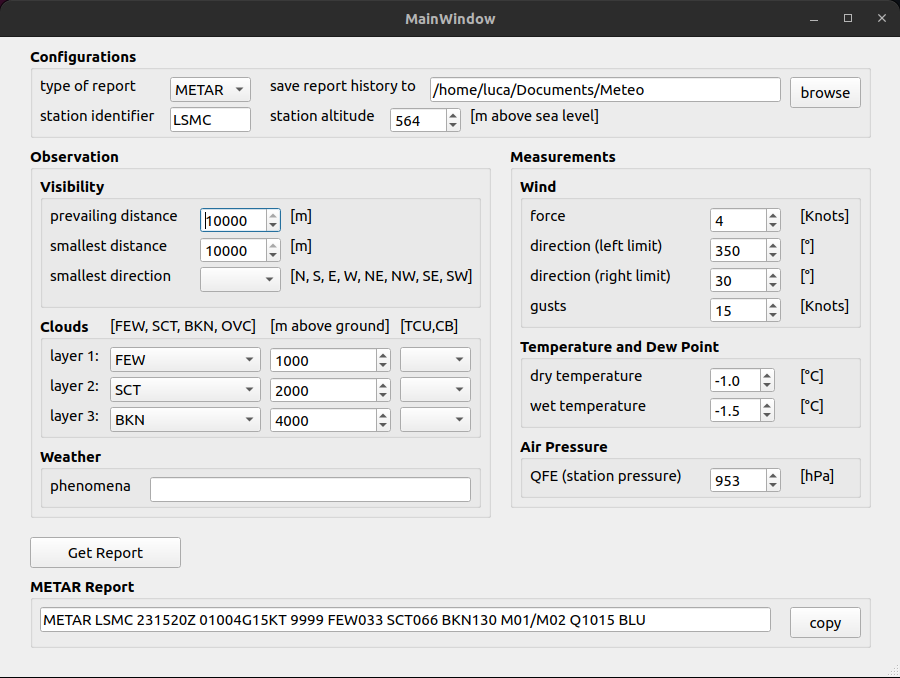 MainWindow
Configurations
type of report METAR save report history to /home/luca/Documents/Meteo browse
station identifier LSMC station altitude 564 [m above sea level]
Observation
Visibility
prevailing distance 10000 [m]
smallest distance 10000 [m]
smallest direction [N, S, E, W, NE, NW, SE, SW]
Clouds [FEW, SCT, BKN, OVC] [m above ground] [TCU,CB]
layer 1: FEW 1000
layer 2: SCT 2000
layer 3: BKN 4000
Weather
phenomena
Measurements
Wind
force 4 [Knots]
direction (left limit) 350 [°]
direction (right limit) 30 [°]
gusts 15 [Knots]
Temperature and Dew Point
dry temperature -1.0 [°C]
wet temperature -1.5 [°C]
Air Pressure
QFE (station pressure) 953 [hPa]
Get Report
METAR Report
METAR LSMC 231520Z 01004G15KT 9999 FEW033 SCT066 BKN130 M01/M02 Q1015 BLU copy